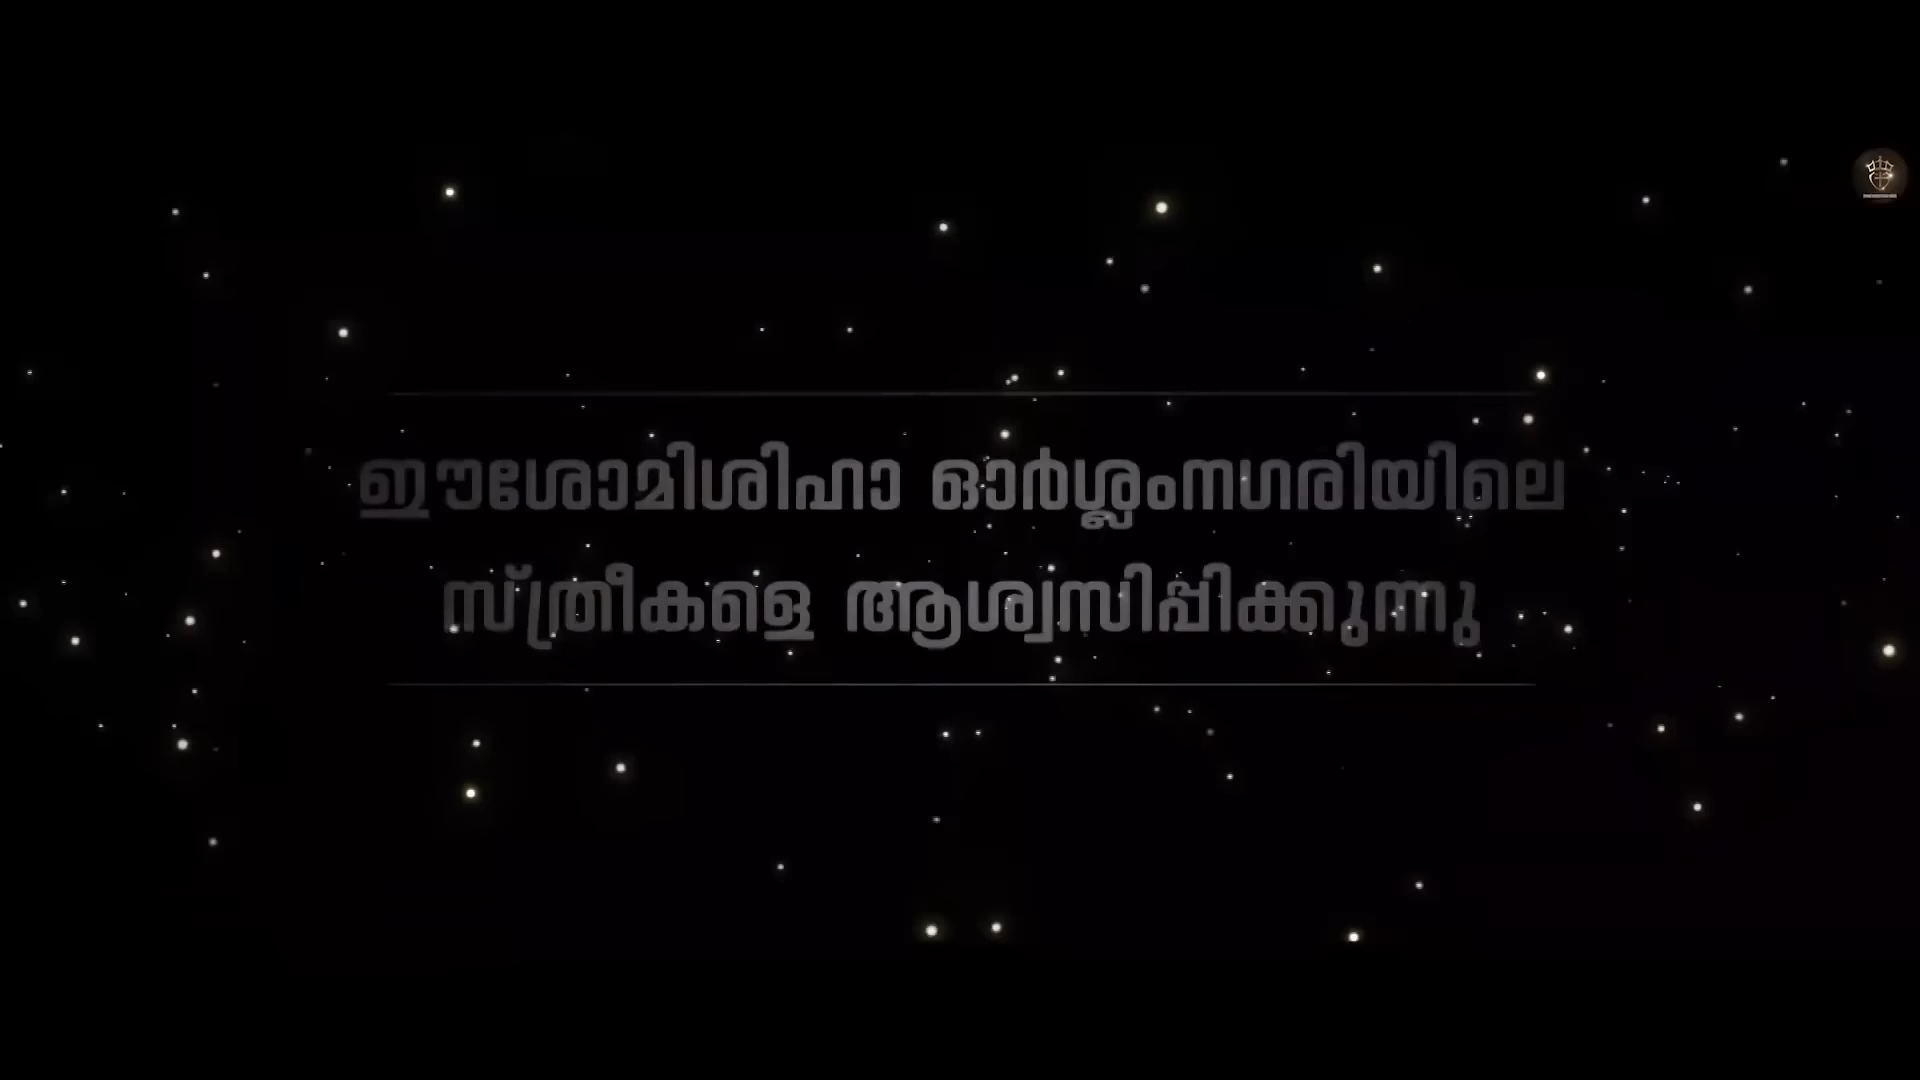 ഈശോമിശിഹാ ഓർശ്ലംനഗരിയിലെ
സ്ത്രീകളെ ആശ്വസിപ്പിക്കുന്നു